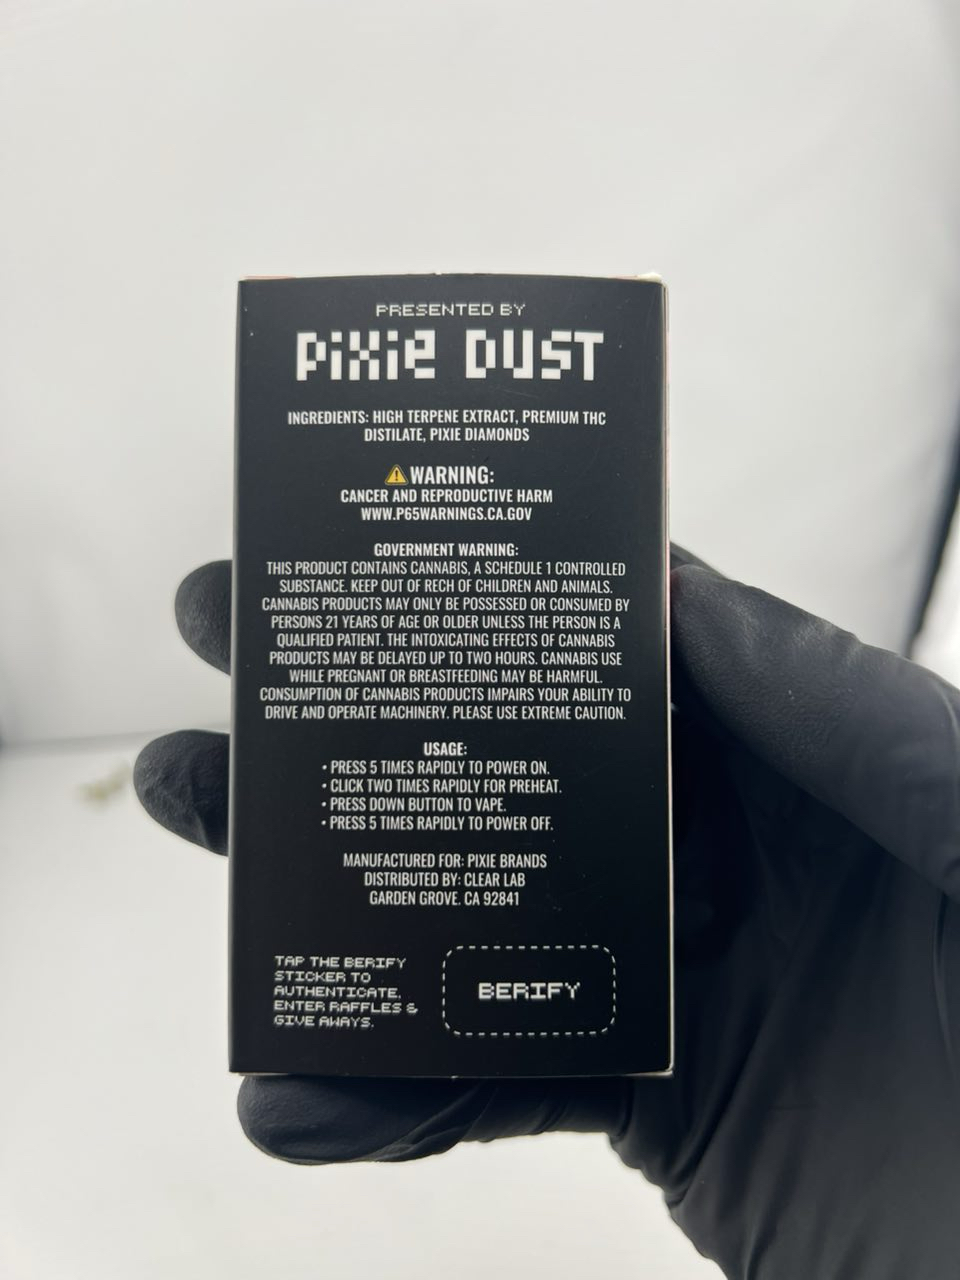 PRESENTED BY
PiXie DUST
INGREDIENTS: HIGH TERPENE EXTRACT, PREMIUM THC
DISTILATE, PIXIE DIAMONDS
⚠WARNING:
CANCER AND REPRODUCTIVE HARM
WWW.P65WARNINGS.CA.GOV
GOVERNMENT WARNING:
THIS PRODUCT CONTAINS CANNABIS, A SCHEDULE 1 CONTROLLED
SUBSTANCE. KEEP OUT OF RECH OF CHILDREN AND ANIMALS.
CANNABIS PRODUCTS MAY ONLY BE POSSESSED OR CONSUMED BY
PERSONS 21 YEARS OF AGE OR OLDER UNLESS THE PERSON IS A
QUALIFIED PATIENT. THE INTOXICATING EFFECTS OF CANNABIS
PRODUCTS MAY BE DELAYED UP TO TWO HOURS. CANNABIS USE
WHILE PREGNANT OR BREASTFEEDING MAY BE HARMFUL.
CONSUMPTION OF CANNABIS PRODUCTS IMPAIRS YOUR ABILITY TO
DRIVE AND OPERATE MACHINERY. PLEASE USE EXTREME CAUTION.
USAGE:
• PRESS 5 TIMES RAPIDLY TO POWER ON.
• CLICK TWO TIMES RAPIDLY FOR PREHEAT.
• PRESS DOWN BUTTON TO VAPE.
• PRESS 5 TIMES RAPIDLY TO POWER OFF.
MANUFACTURED FOR: PIXIE BRANDS
DISTRIBUTED BY: CLEAR LAB
GARDEN GROVE. CA 92841
TAP THE BERIFY
STICKER TO
AUTHENTICATE.
ENTER RAFFLES &
GIVE AWAYS.
BERIFY